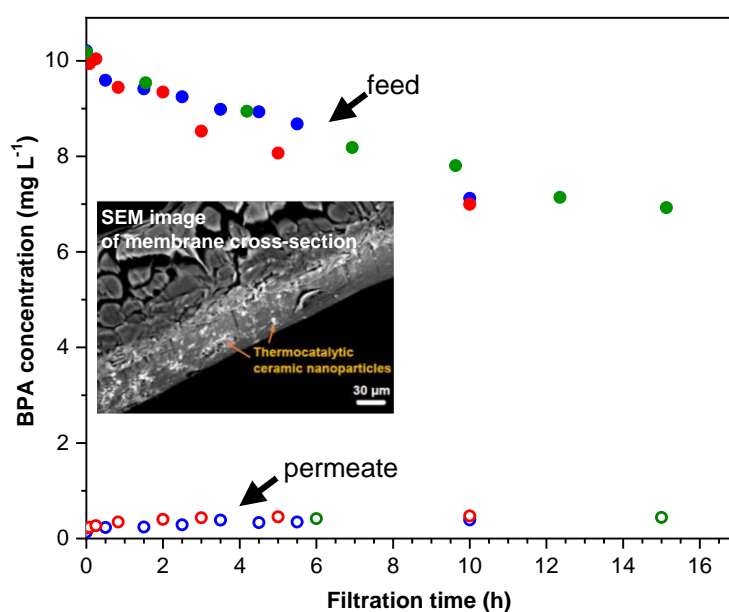 10
8
6
4
2
0
BPA concentration (mg L⁻¹)
feed
SEM image
of membrane cross-section
Thermocatalytic
ceramic nanoparticles
30 µm
permeate
0 2 4 6 8 10 12 14 16
Filtration time (h)